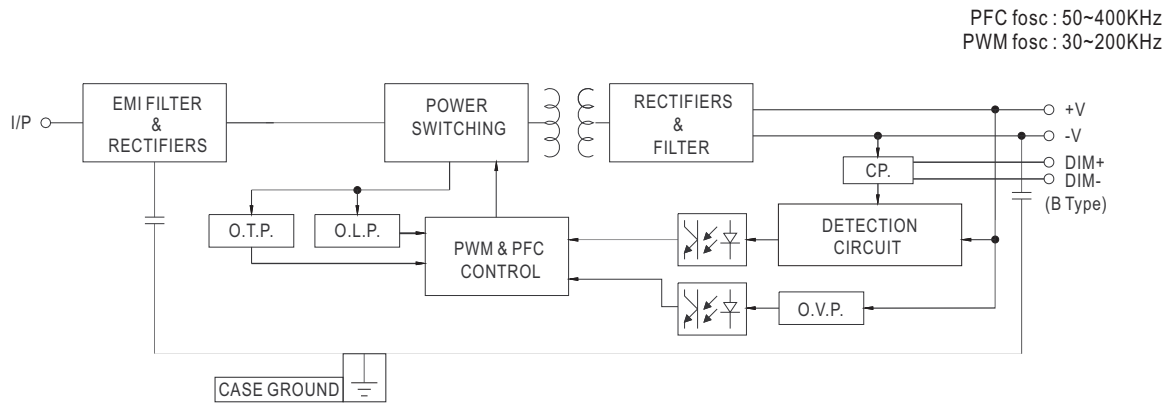 PFC fosc : 50~400KHz
PWM fosc : 30~200KHz
I/P
EMI FILTER
&
RECTIFIERS
POWER
SWITCHING
RECTIFIERS
&
FILTER
+V
-V
DIM+
DIM-
(B Type)
CP.
O.T.P.
O.L.P.
PWM & PFC
CONTROL
DETECTION
CIRCUIT
O.V.P.
CASE GROUND